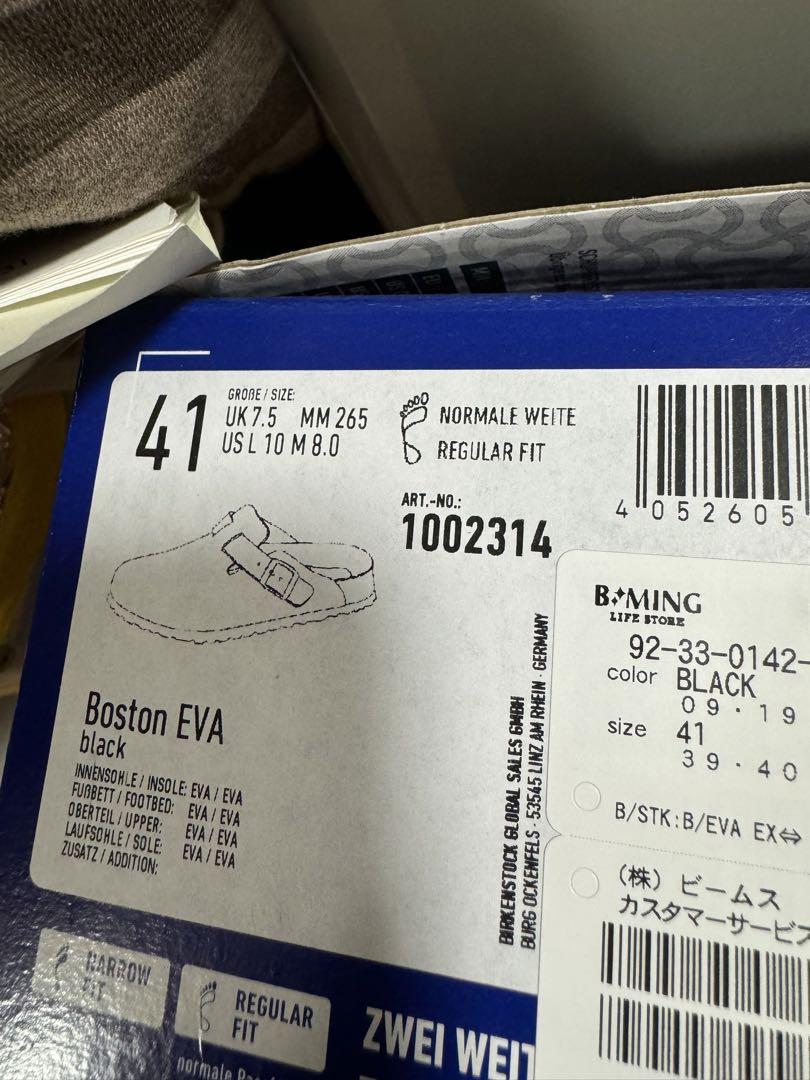 41
GRÖßE / SIZE:
UK 7.5 MM 265
US L 10 M 8.0
NORMALE WEITE
REGULAR FIT
ART.-NO.:
1002314
4 052605
Boston EVA
black
INNENSOHLE / INSOLE: EVA / EVA
FUßBETT / FOOTBED: EVA / EVA
OBERTEIL / UPPER: EVA / EVA
LAUFSOHLE / SOLE: EVA / EVA
ZUSATZ / ADDITION:
BIRKENSTOCK GLOBAL SALES GMBH
BURG OCKENFELS · 53545 LINZ AM RHEIN · GERMANY
B MING
LIFE STORE
92-33-0142-
color BLACK
09 · 19
size 41
39 · 40
B/STK:B/EVA EX⇔
(株) ビームス
カスタマーサービス
NARROW
FIT
REGULAR
FIT
normale
ZWEI WEIT